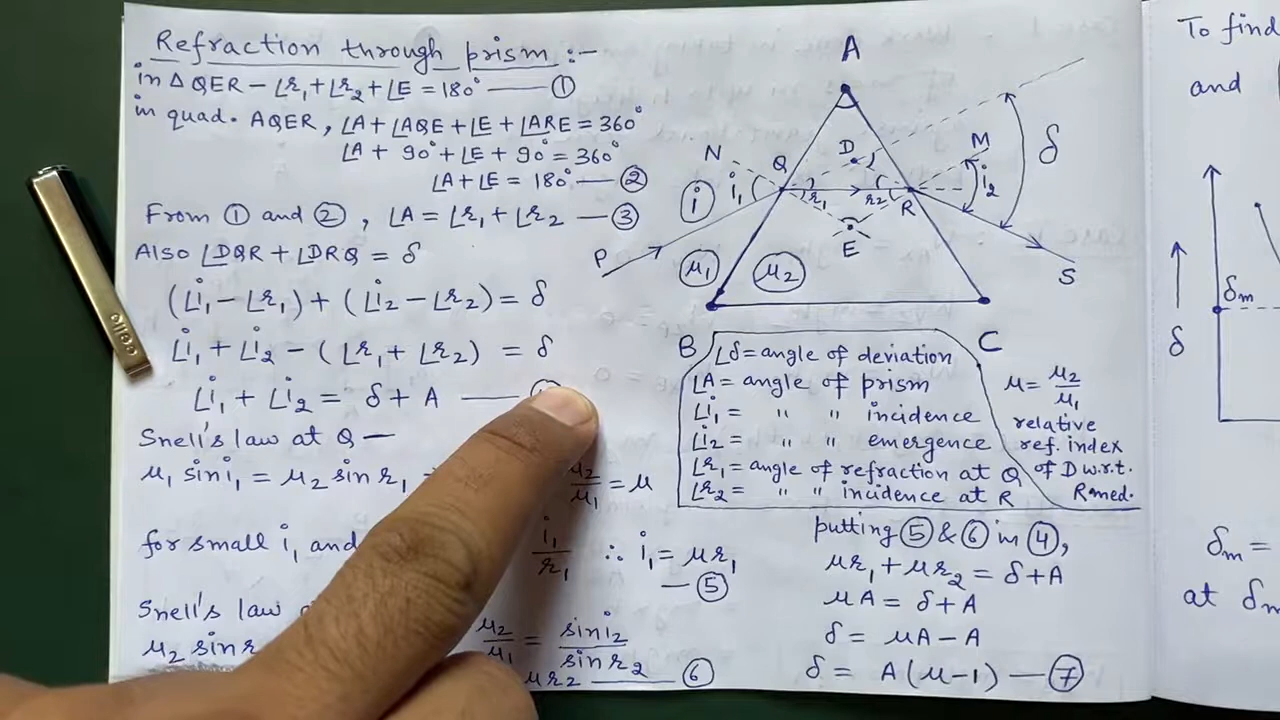 Refraction through prism :-
in △QER - ∠r₁+∠r₂+∠E = 180° —— ①
in quad. AQER, ∠A+∠AQE+∠E+∠ARE = 360°
∠A + 90° +∠E + 90° = 360°
∠A+∠E = 180° — ②
From ① and ②, ∠A = ∠r₁ + ∠r₂ — ③
Also ∠DQR + ∠DRQ = δ
(∠i₁ - ∠r₁) + (∠i₂ - ∠r₂) = δ
∠i₁ + ∠i₂ - (∠r₁ + ∠r₂) = δ
∠i₁ + ∠i₂ = δ + A ——
Snell's law at Q —
μ₁ sin i₁ = μ₂ sin r₁
μ₂/μ₁ = μ
for small i₁ and
i₁/r₁ ∴ i₁ = μr₁
— ⑤
Snell's law
μ₂ sin
μ₂/μ₁ = sin i₂/sin r₂
μr₂ —— ⑥
cello
A
N
Q
D
M
δ
i
i₁
r₁
r₂
i₂
R
E
P
μ₁
μ₂
S
B
C
∠δ = angle of deviation
∠A = angle of prism
∠i₁ = " " incidence
∠i₂ = " " emergence
∠r₁ = angle of refraction at Q
∠r₂ = " " incidence at R
μ = μ₂/μ₁
relative
ref. index
of D w.r.t.
R med.
putting ⑤ & ⑥ in ④,
μr₁ + μr₂ = δ+A
μA = δ + A
δ = μA - A
δ = A(μ-1) — ⑦
To find
and
δm
δ
δm =
at δm